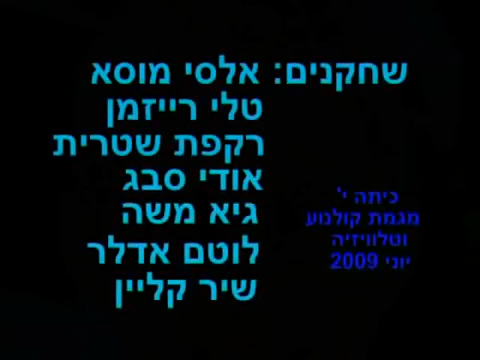 שחקנים: אלסי מוסא
טלי רייזמן
רקפת שטרית
אודי סבג
גיא משה
לוטם אדלר
שיר קליין
כיתה י'
מגמת קולנוע
וטלוויזיה
יוני 2009